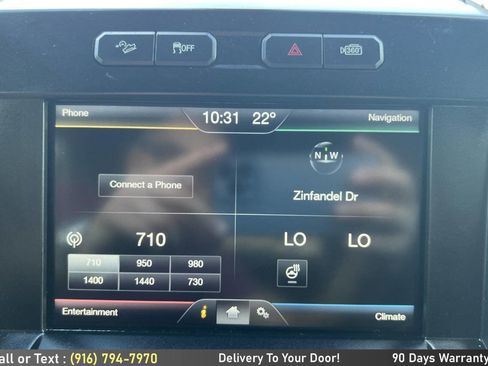 OFF
360
Phone
10:31 22°
Navigation
N W
Connect a Phone
Zinfandel Dr
710
LO LO
710 950 980
1400 1440 730
Entertainment
i
Climate
all or Text : (916) 794-7970
Delivery To Your Door!
90 Days Warranty